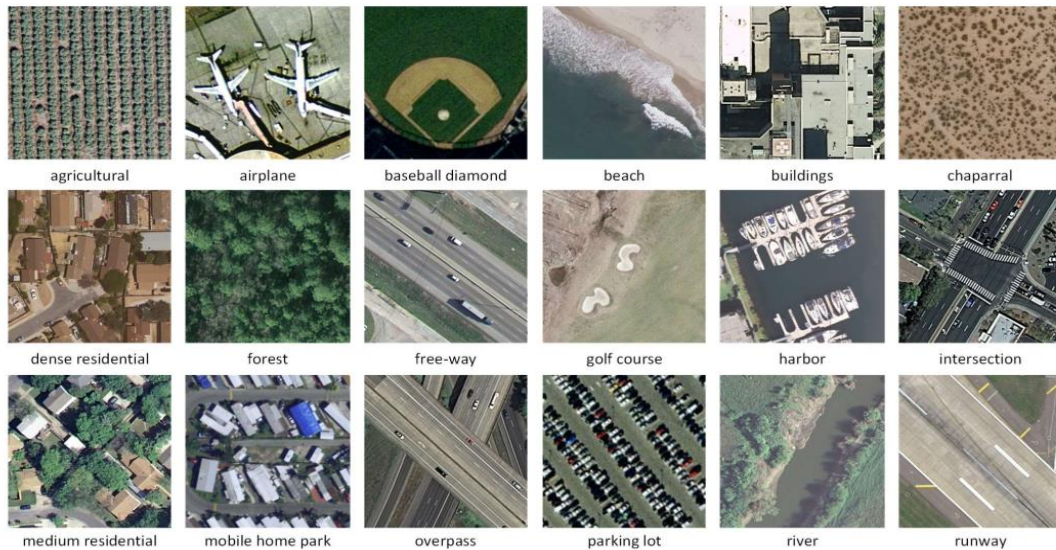 agricultural
airplane
baseball diamond
beach
buildings
chaparral
dense residential
forest
free-way
golf course
harbor
intersection
medium residential
mobile home park
overpass
parking lot
river
runway